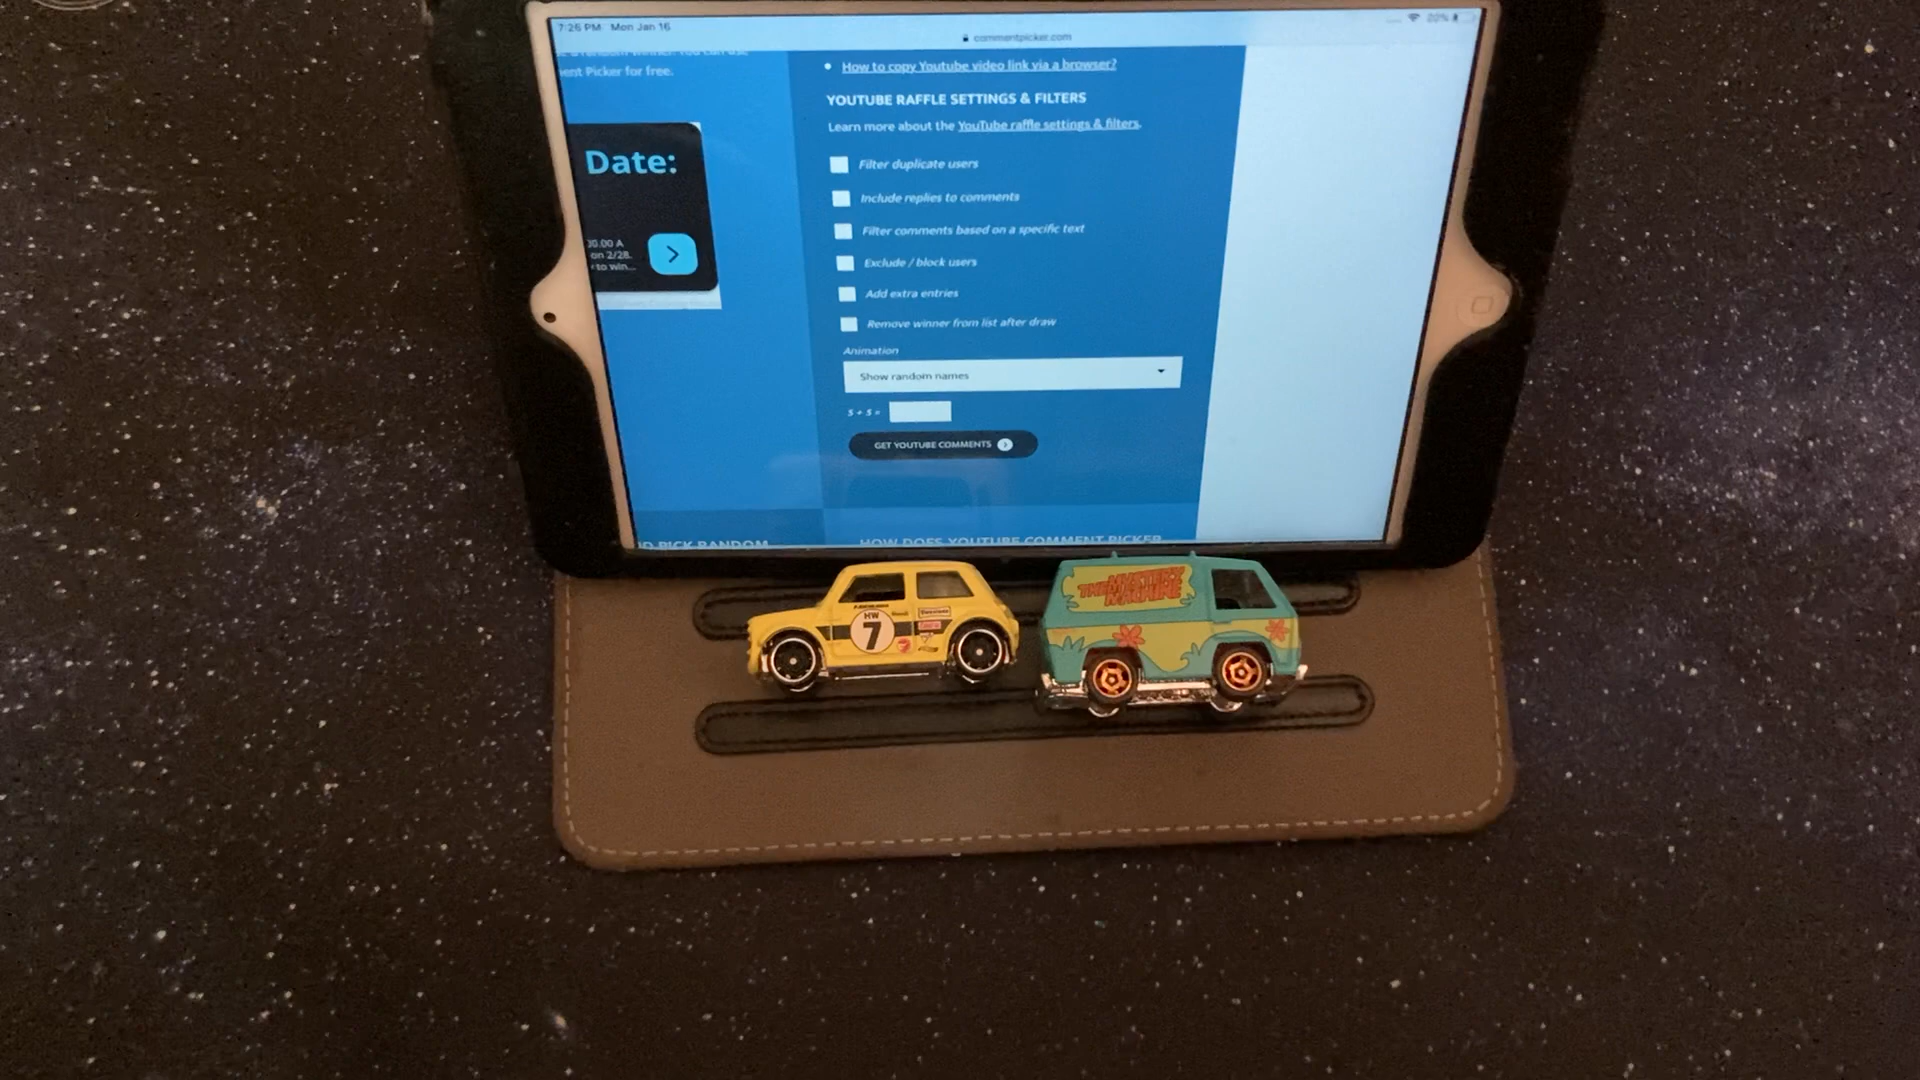 7:26 PM Mon Jan 16
commentpicker.com
ent Picker for free.
Date:
on 2/28.
to win...
How to copy Youtube video link via a browser?
YOUTUBE RAFFLE SETTINGS & FILTERS
Learn more about the YouTube raffle settings & filters.
Filter duplicate users
Include replies to comments
Filter comments based on a specific text
Exclude / block users
Add extra entries
Remove winner from list after draw
Animation
Show random names
5 + 5 =
GET YOUTUBE COMMENTS
D PICK RANDOM
HOW DOES YOUTUBE COMMENT PICKER
HW
7
THE MYSTERY
MACHINE